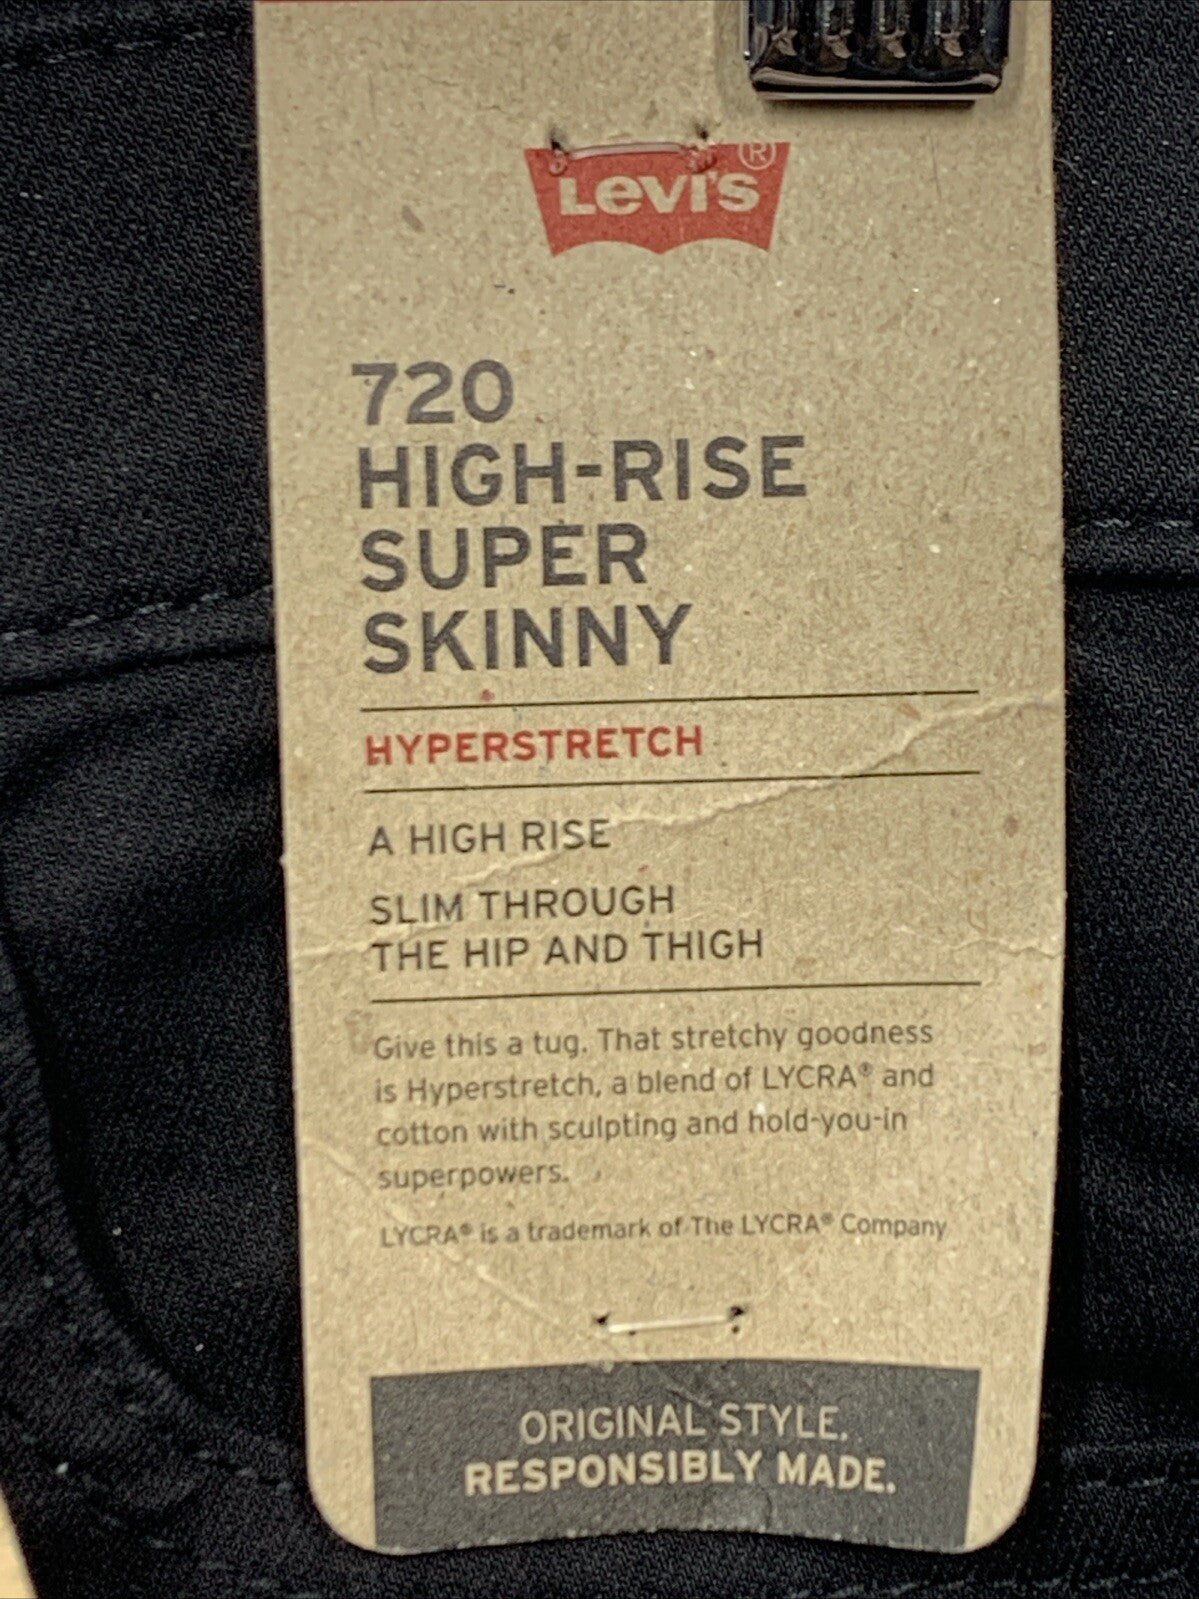 Levi's®
720
HIGH-RISE
SUPER
SKINNY
HYPERSTRETCH
A HIGH RISE
SLIM THROUGH
THE HIP AND THIGH
Give this a tug. That stretchy goodness
is Hyperstretch, a blend of LYCRA® and
cotton with sculpting and hold-you-in
superpowers.
LYCRA® is a trademark of The LYCRA® Company
ORIGINAL STYLE.
RESPONSIBLY MADE.